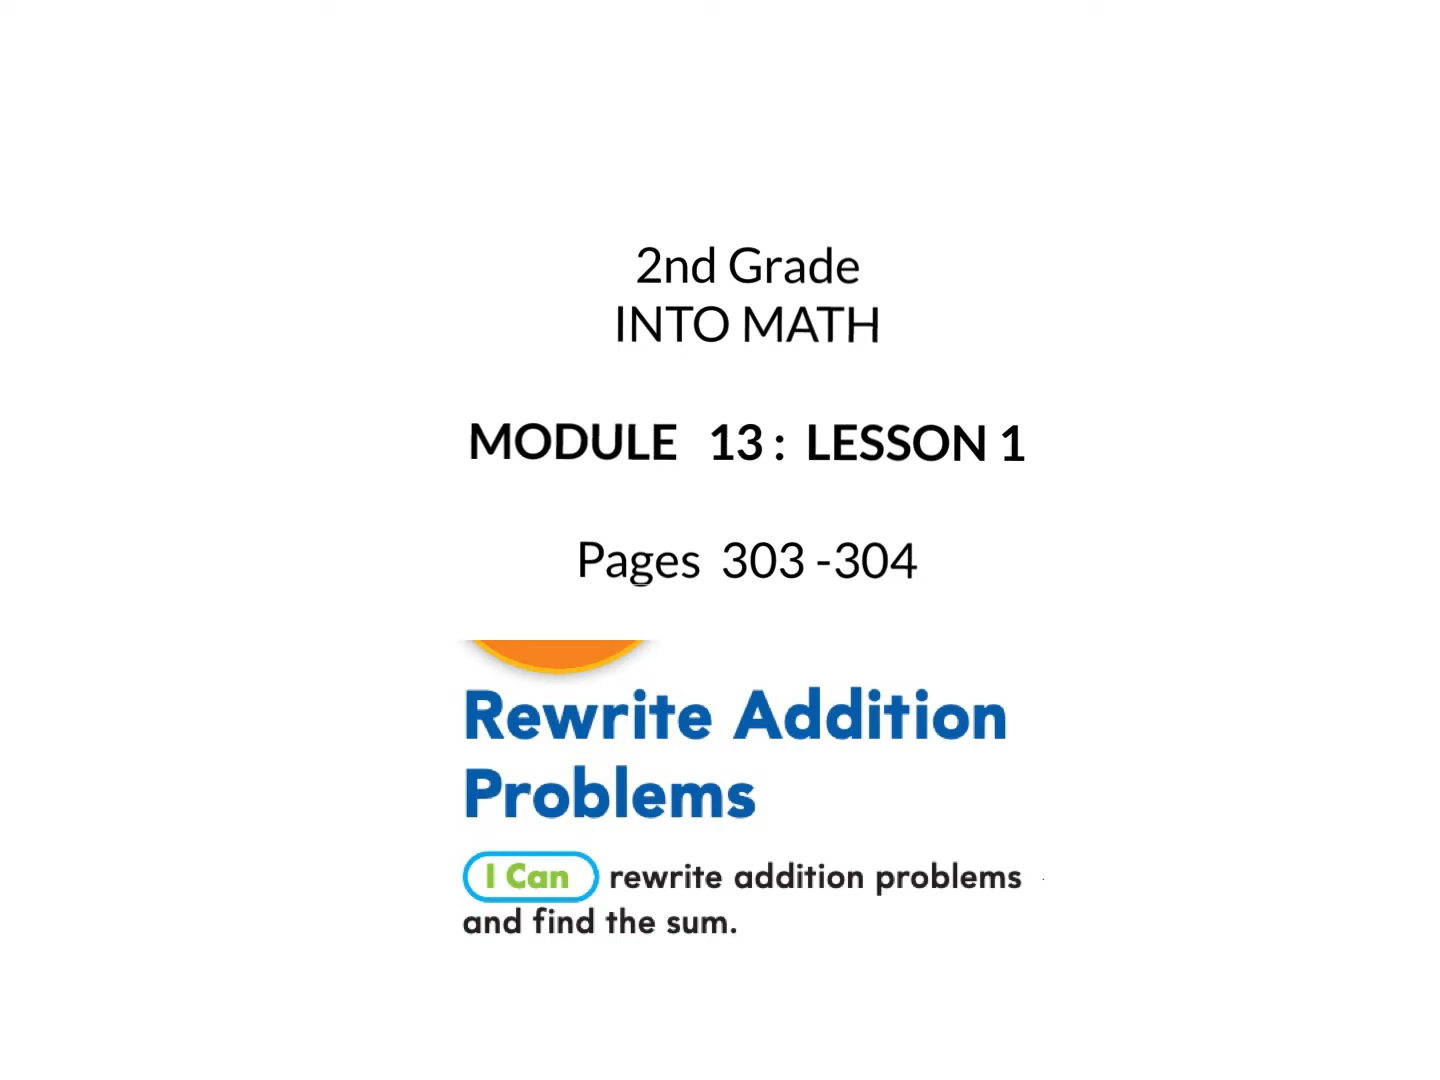 2nd Grade
INTO MATH
MODULE 13 : LESSON 1
Pages 303 -304
Rewrite Addition
Problems
I Can rewrite addition problems
and find the sum.